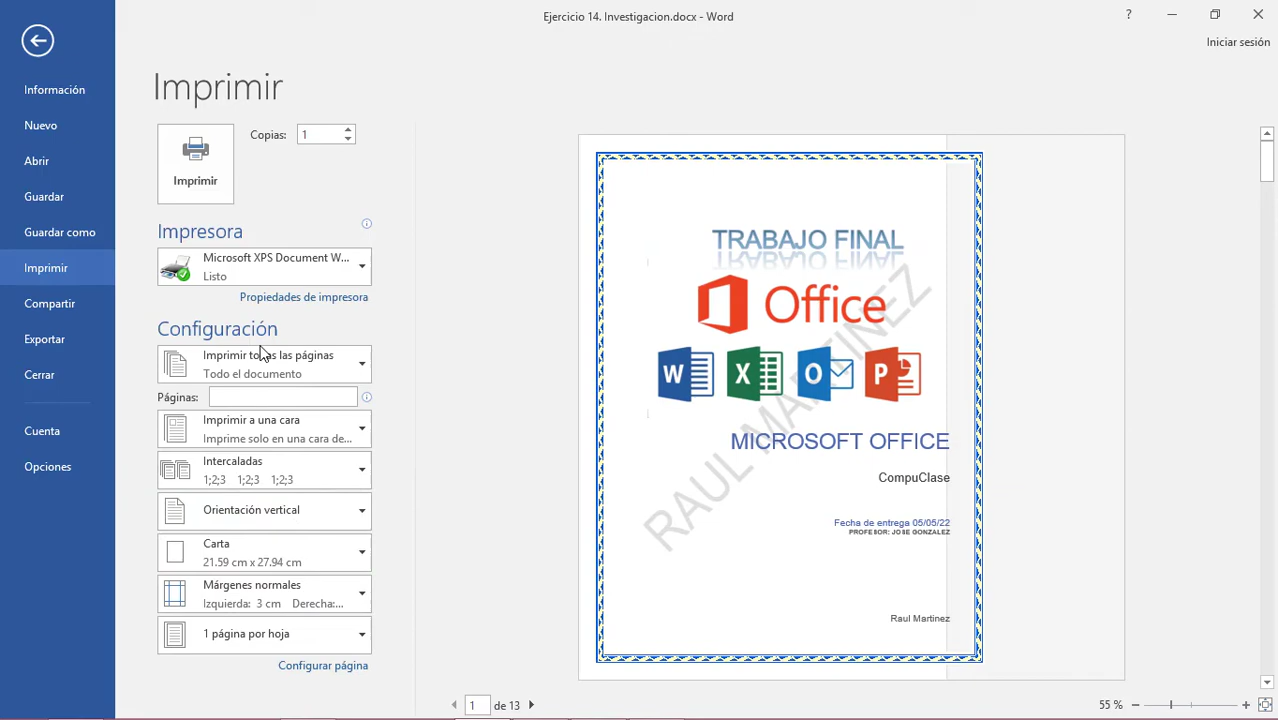 Ejercicio 14. Investigacion.docx - Word
?
Iniciar sesión
Información
Nuevo
Abrir
Guardar
Guardar como
Imprimir
Compartir
Exportar
Cerrar
Cuenta
Opciones
Imprimir
Imprimir
Copias: 1
Impresora
Microsoft XPS Document W...
Listo
Propiedades de impresora
Configuración
Imprimir todas las páginas
Todo el documento
Páginas:
Imprimir a una cara
Imprime solo en una cara de...
Intercaladas
1;2;3 1;2;3 1;2;3
Orientación vertical
Carta
21.59 cm x 27.94 cm
Márgenes normales
Izquierda: 3 cm Derecha:...
1 página por hoja
Configurar página
TRABAJO FINAL
Office
W X O P
RAUL MARTINEZ
MICROSOFT OFFICE
CompuClase
Fecha de entrega 05/05/22
PROFESOR: JOSE GONZALEZ
Raul Martinez
1 de 13
55 %